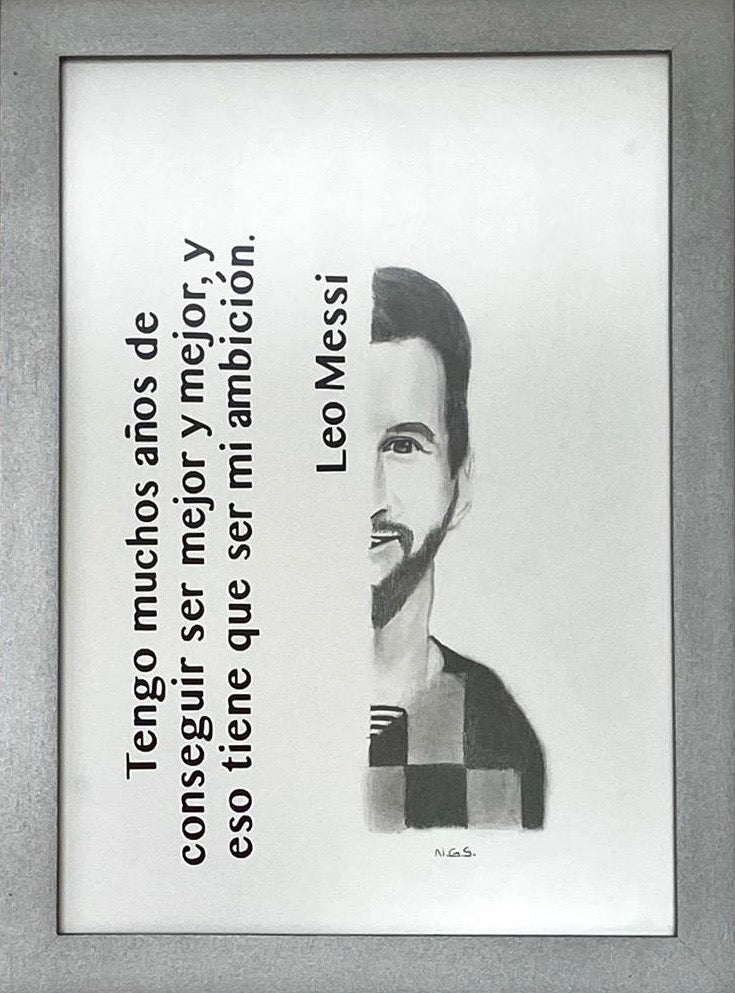 Tengo muchos años de
conseguir ser mejor y mejor, y
eso tiene que ser mi ambición.
Leo Messi
N.G.S.